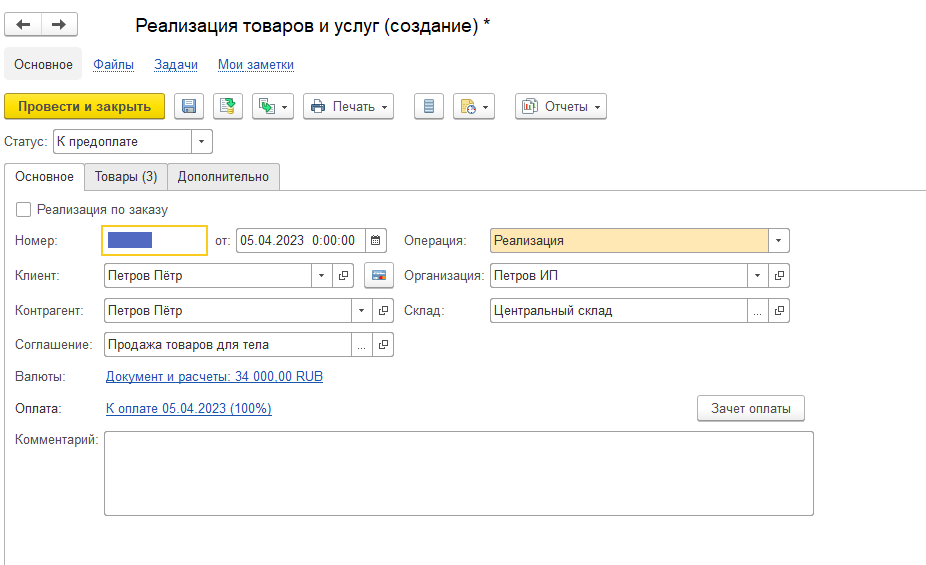 Реализация товаров и услуг (создание) *
Основное Файлы Задачи Мои заметки
Провести и закрыть Печать Отчеты
Статус: К предоплате
Основное Товары (3) Дополнительно
Реализация по заказу
Номер: от: 05.04.2023 0:00:00 Операция: Реализация
Клиент: Петров Пётр Организация: Петров ИП
Контрагент: Петров Пётр Склад: Центральный склад ...
Соглашение: Продажа товаров для тела ...
Валюты: Документ и расчеты: 34 000,00 RUB
Оплата: К оплате 05.04.2023 (100%) Зачет оплаты
Комментарий: